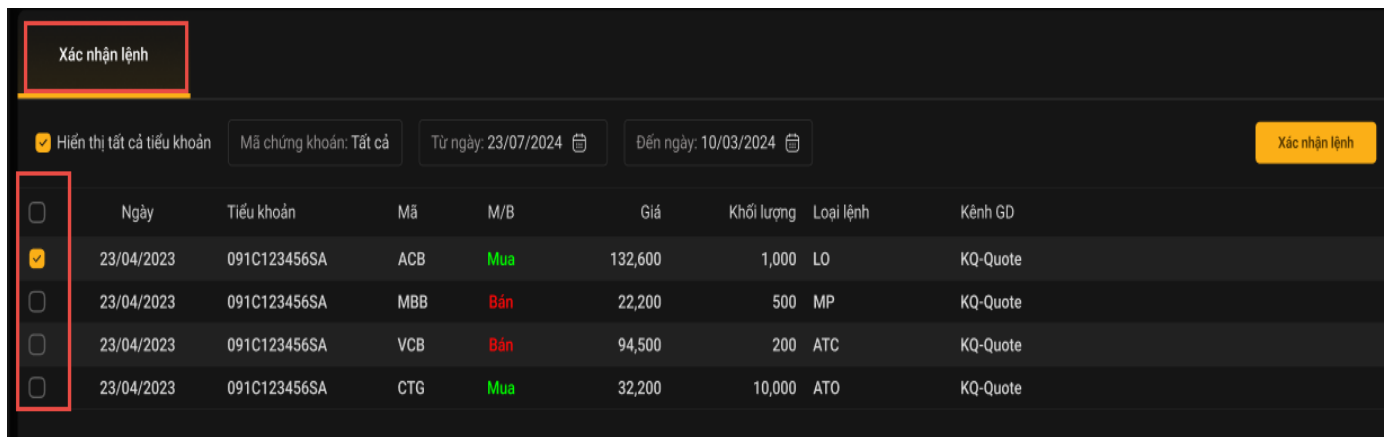 Xác nhận lệnh
Hiển thị tất cả tiểu khoản Mã chứng khoán: Tất cả Từ ngày: 23/07/2024 Đến ngày: 10/03/2024 Xác nhận lệnh
Ngày Tiểu khoản Mã M/B Giá Khối lượng Loại lệnh Kênh GD
23/04/2023 091C123456SA ACB Mua 132,600 1,000 LO KQ-Quote
23/04/2023 091C123456SA MBB Bán 22,200 500 MP KQ-Quote
23/04/2023 091C123456SA VCB Bán 94,500 200 ATC KQ-Quote
23/04/2023 091C123456SA CTG Mua 32,200 10,000 ATO KQ-Quote